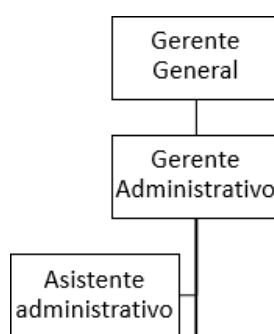 Gerente
General
Gerente
Administrativo
Asistente
administrativo